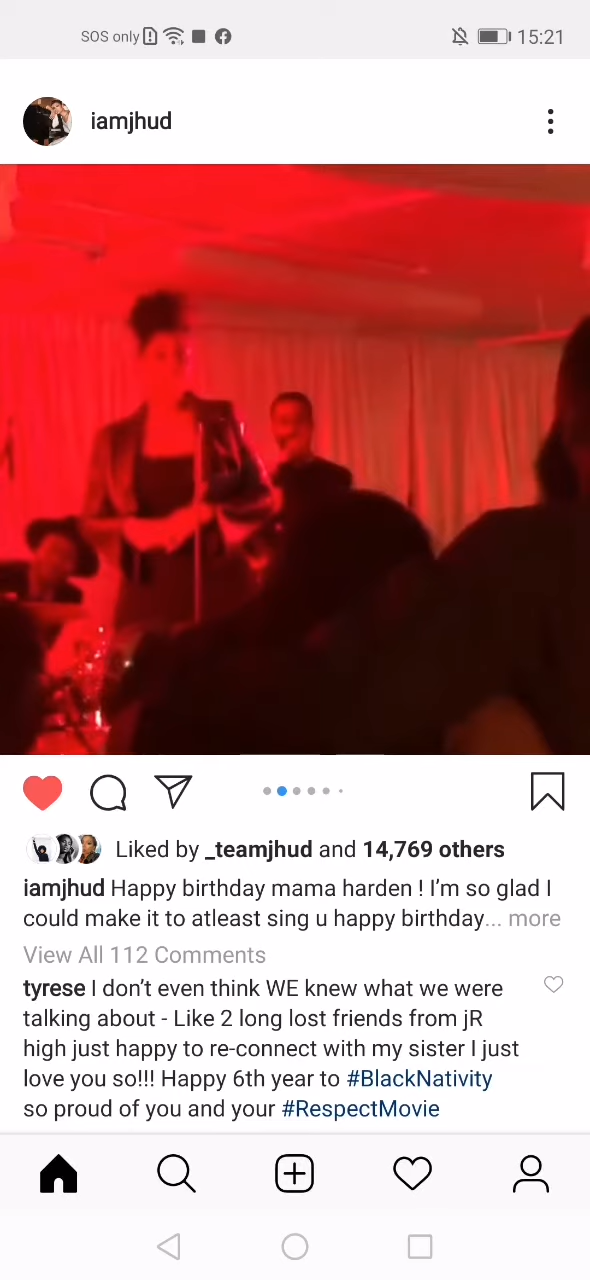 SOS only 15:21
iamjhud
Liked by _teamjhud and 14,769 others
iamjhud Happy birthday mama harden ! I'm so glad I
could make it to atleast sing u happy birthday... more
View All 112 Comments
tyrese I don't even think WE knew what we were
talking about - Like 2 long lost friends from jR
high just happy to re-connect with my sister I just
love you so!!! Happy 6th year to #BlackNativity
so proud of you and your #RespectMovie